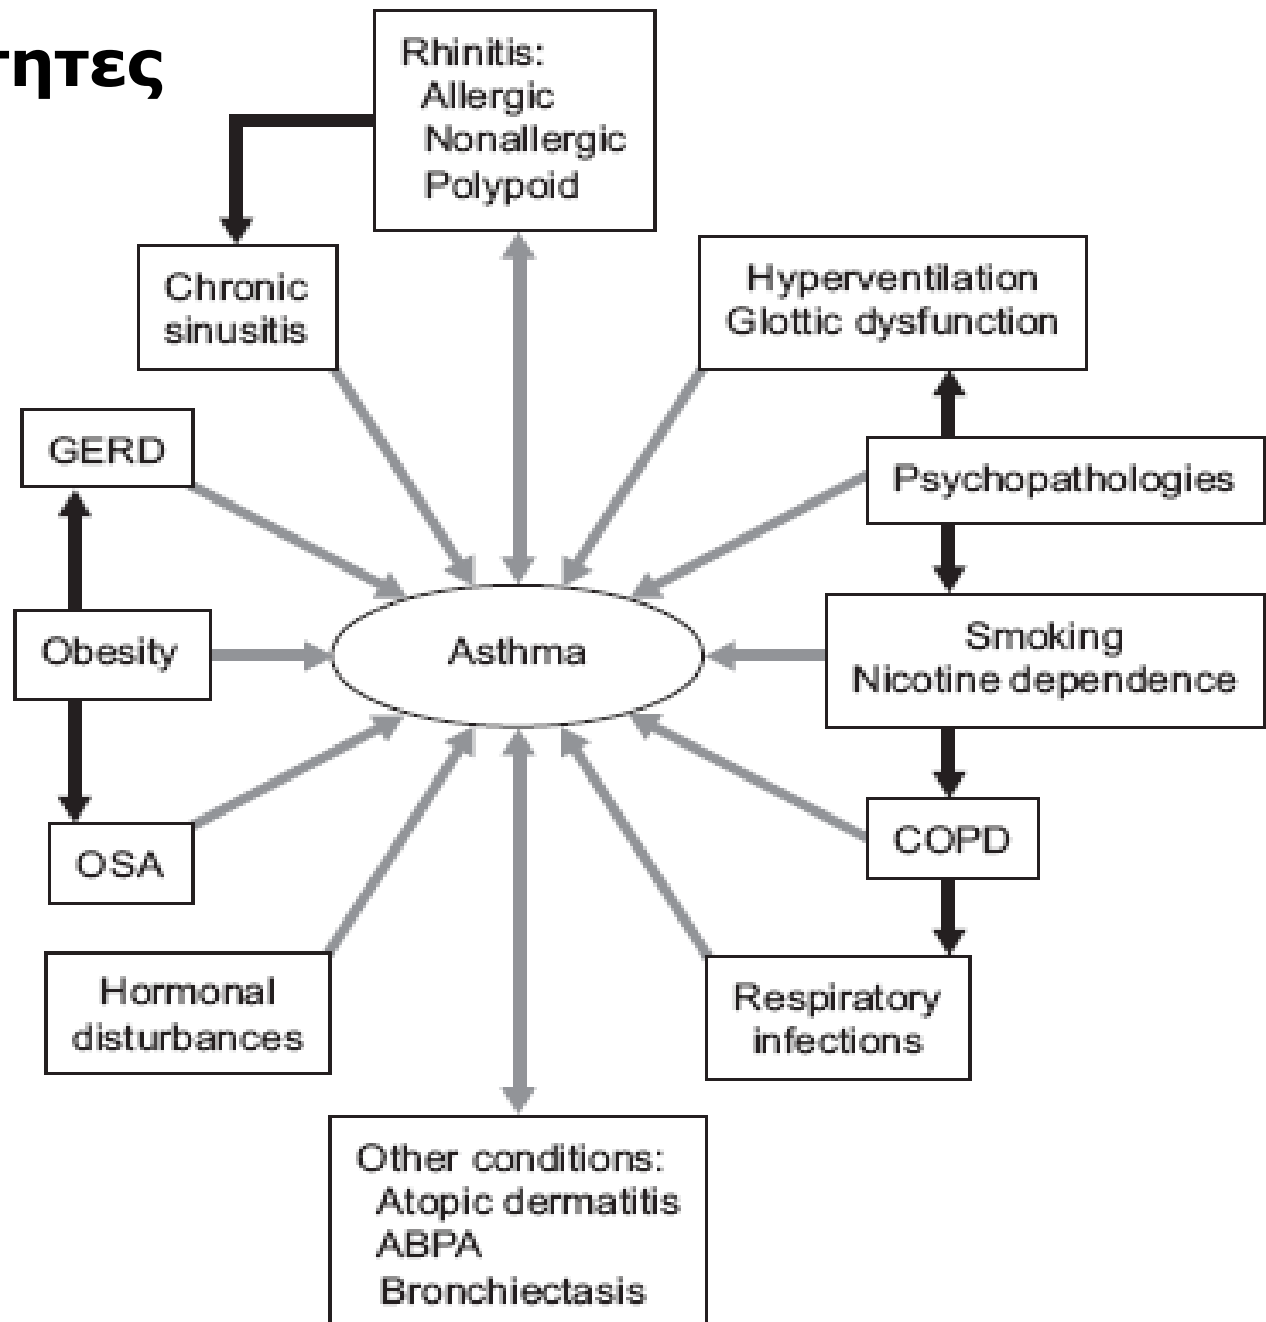 τητες
Rhinitis:
Allergic
Nonallergic
Polypoid
Chronic
sinusitis
Hyperventilation
Glottic dysfunction
GERD
Psychopathologies
Obesity
Asthma
Smoking
Nicotine dependence
OSA
COPD
Hormonal
disturbances
Respiratory
infections
Other conditions:
Atopic dermatitis
ABPA
Bronchiectasis